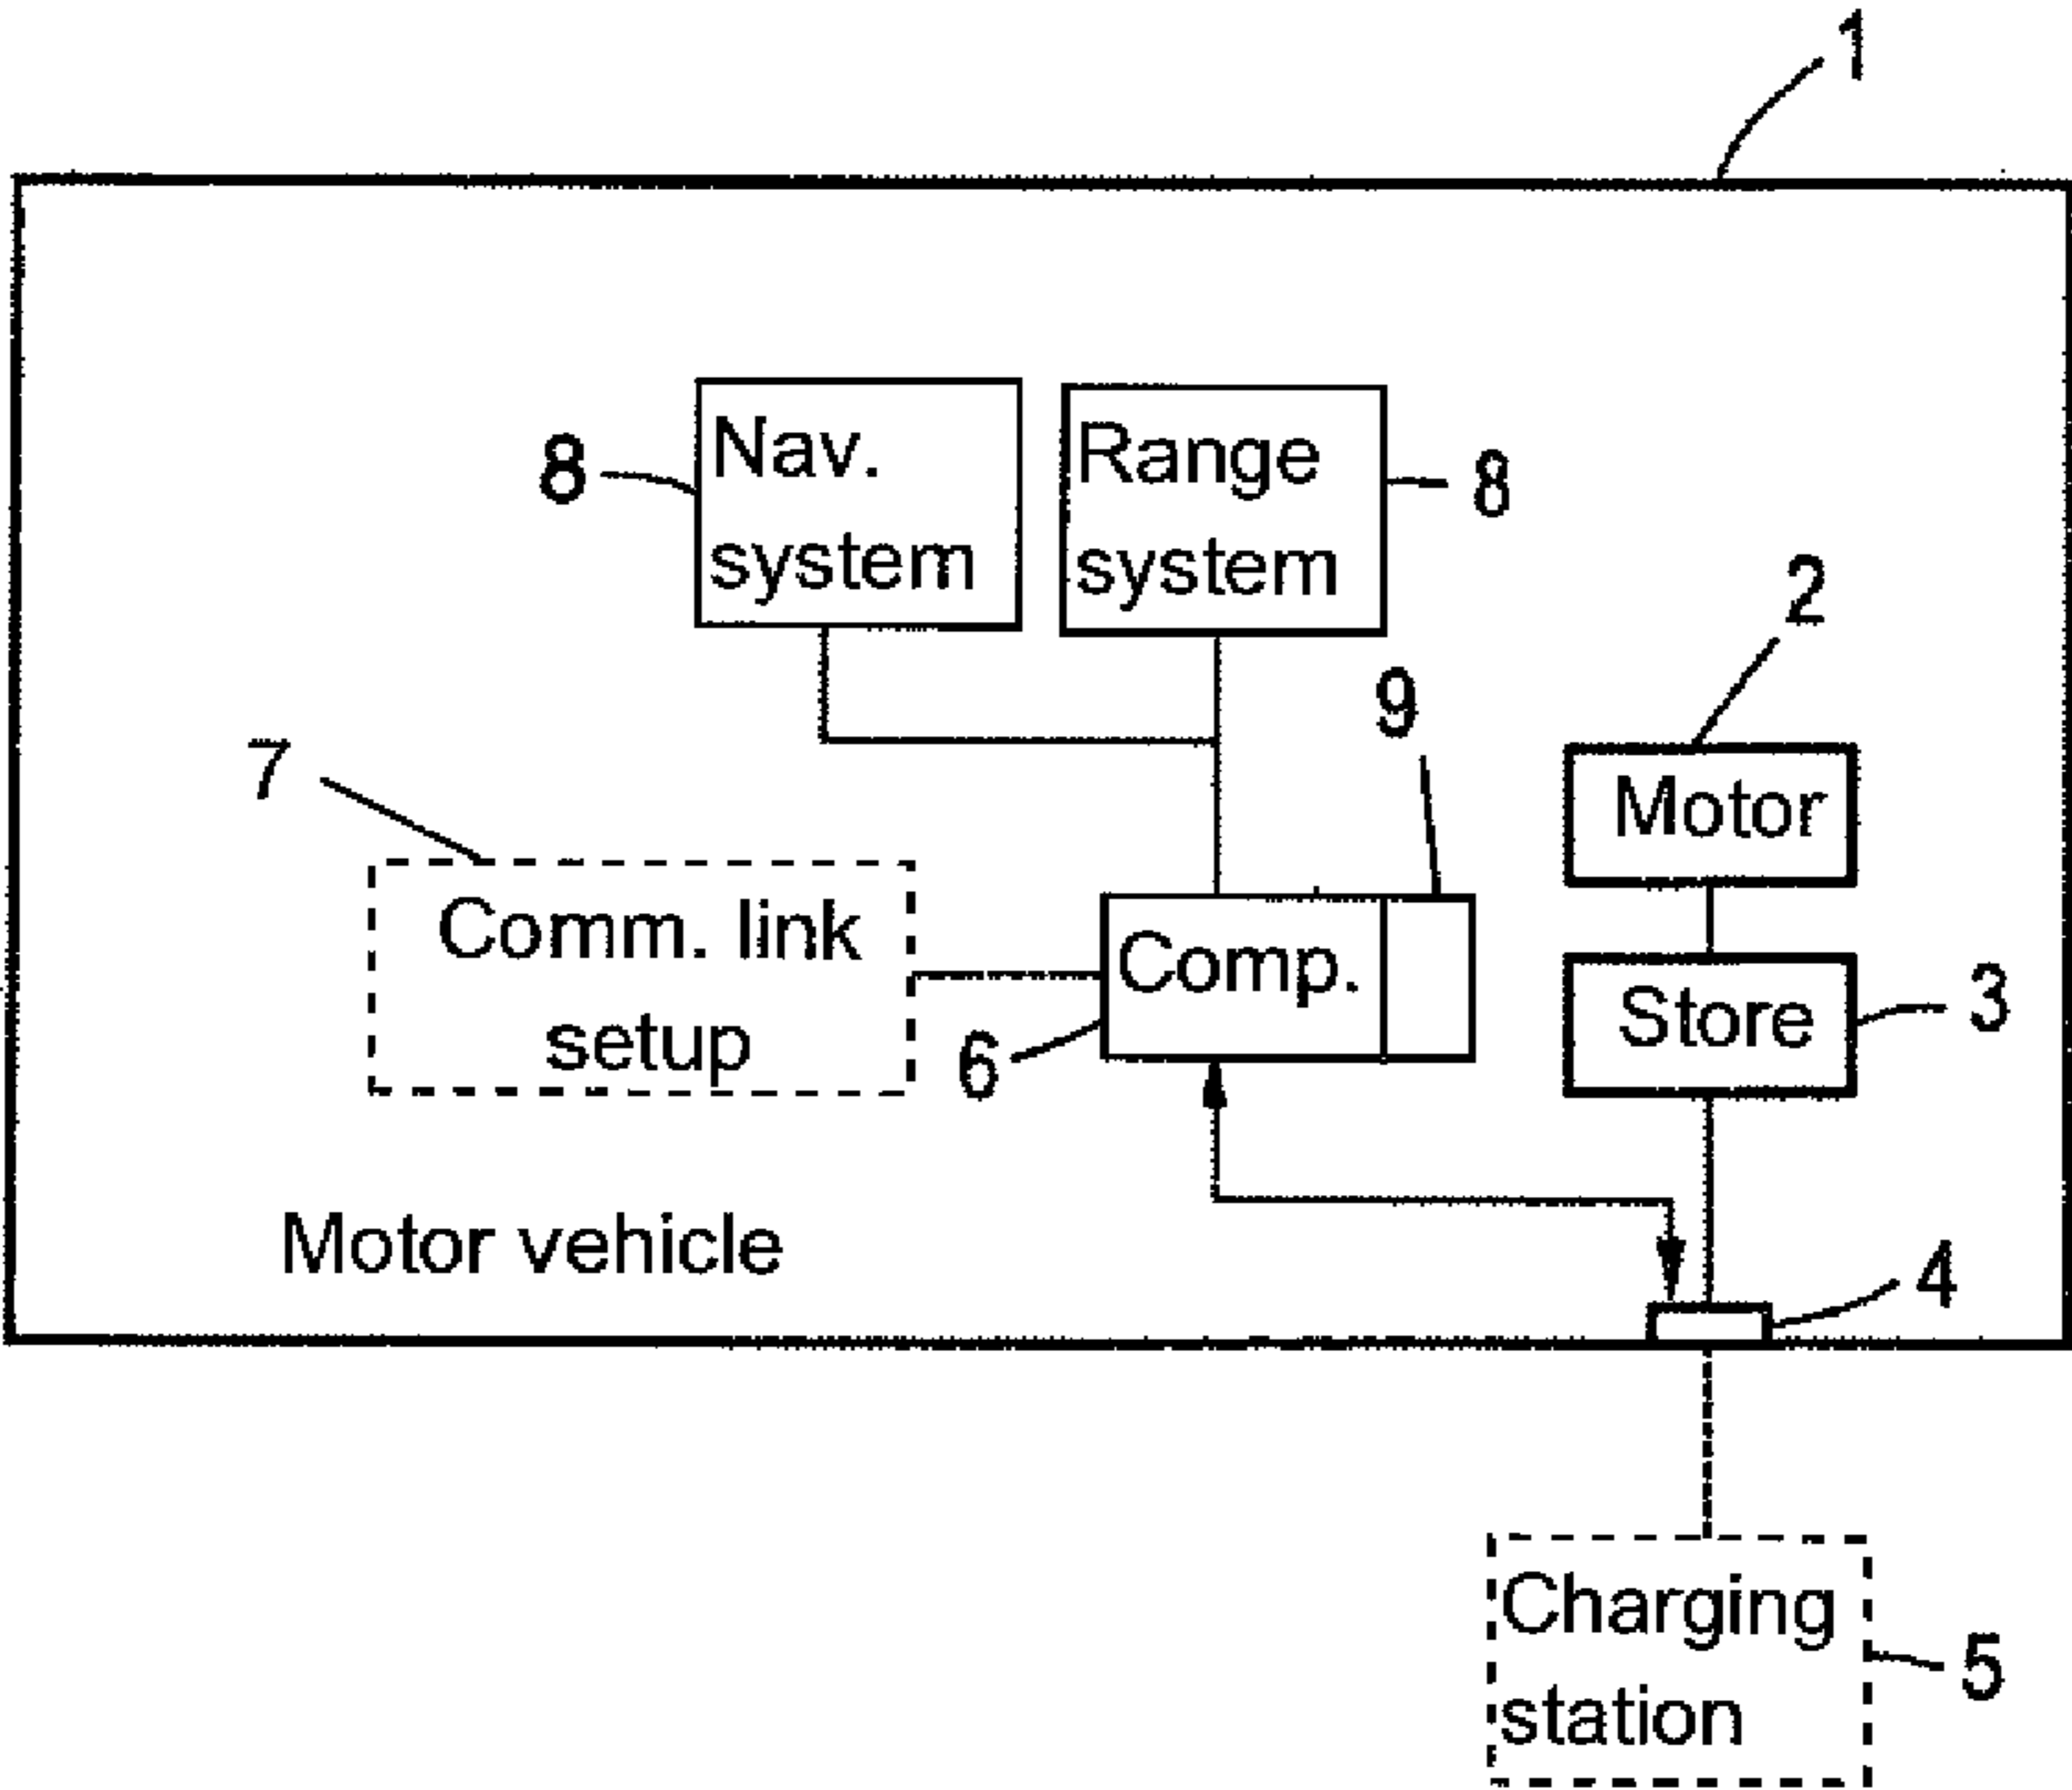 1
Nav.
system
8
Range
system
8
2
9
7
Motor
Comm. link
setup
Comp.
6
Store
3
Motor vehicle
4
Charging
station
5